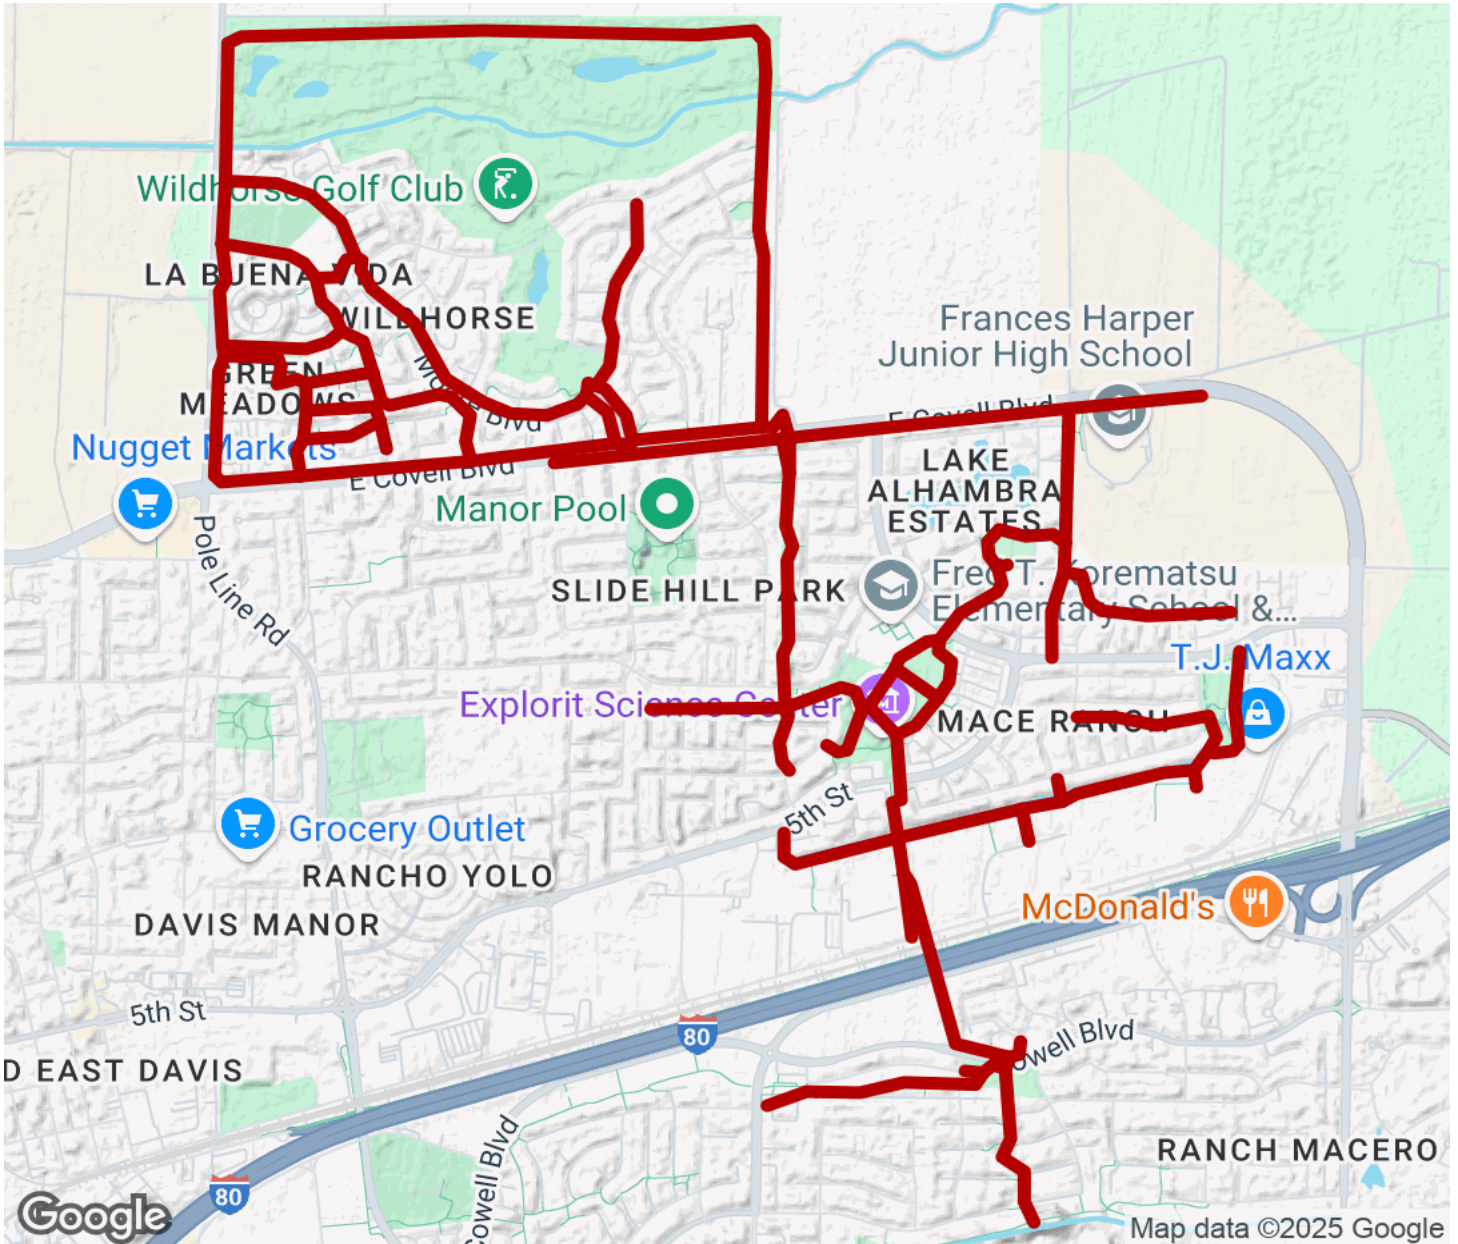 Wildhorse Golf Club
LA BUENA VIDA
WILDHORSE
Frances Harper
Junior High School
GREEN
MEADOWS
Blvd
E Covell Blvd
Nugget Markets
E Covell Blvd
LAKE
ALHAMBRA
ESTATES
Manor Pool
Pole Line Rd
SLIDE HILL PARK
Fred T. Korematsu
Elementary School &...
T.J. Maxx
Explorit Science Center
MACE RANCH
5th St
Grocery Outlet
RANCHO YOLO
McDonald's
DAVIS MANOR
5th St
80
owell Blvd
D EAST DAVIS
Cowell Blvd
RANCH MACERO
80
Google
Map data ©2025 Google